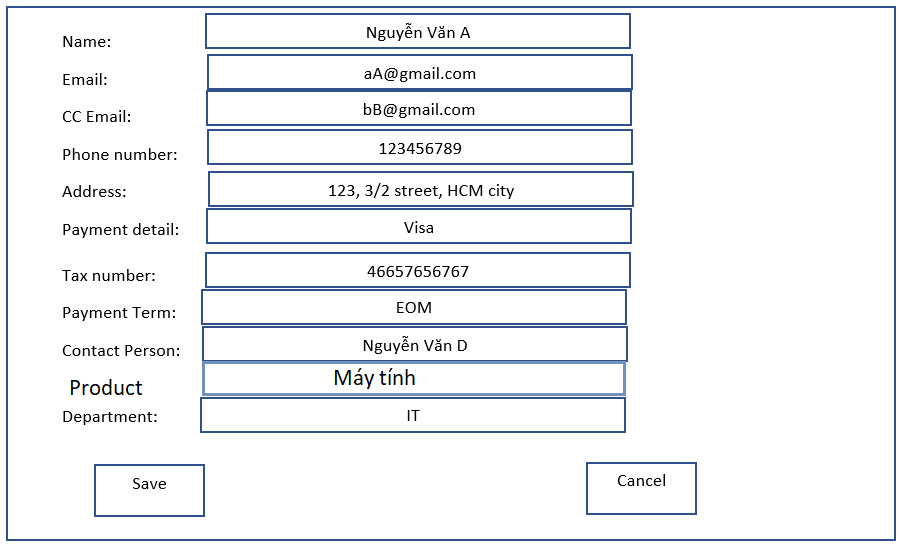 Name: Nguyễn Văn A
Email: aA@gmail.com
CC Email: bB@gmail.com
Phone number: 123456789
Address: 123, 3/2 street, HCM city
Payment detail: Visa
Tax number: 46657656767
Payment Term: EOM
Contact Person: Nguyễn Văn D
Product Máy tính
Department: IT
Save Cancel